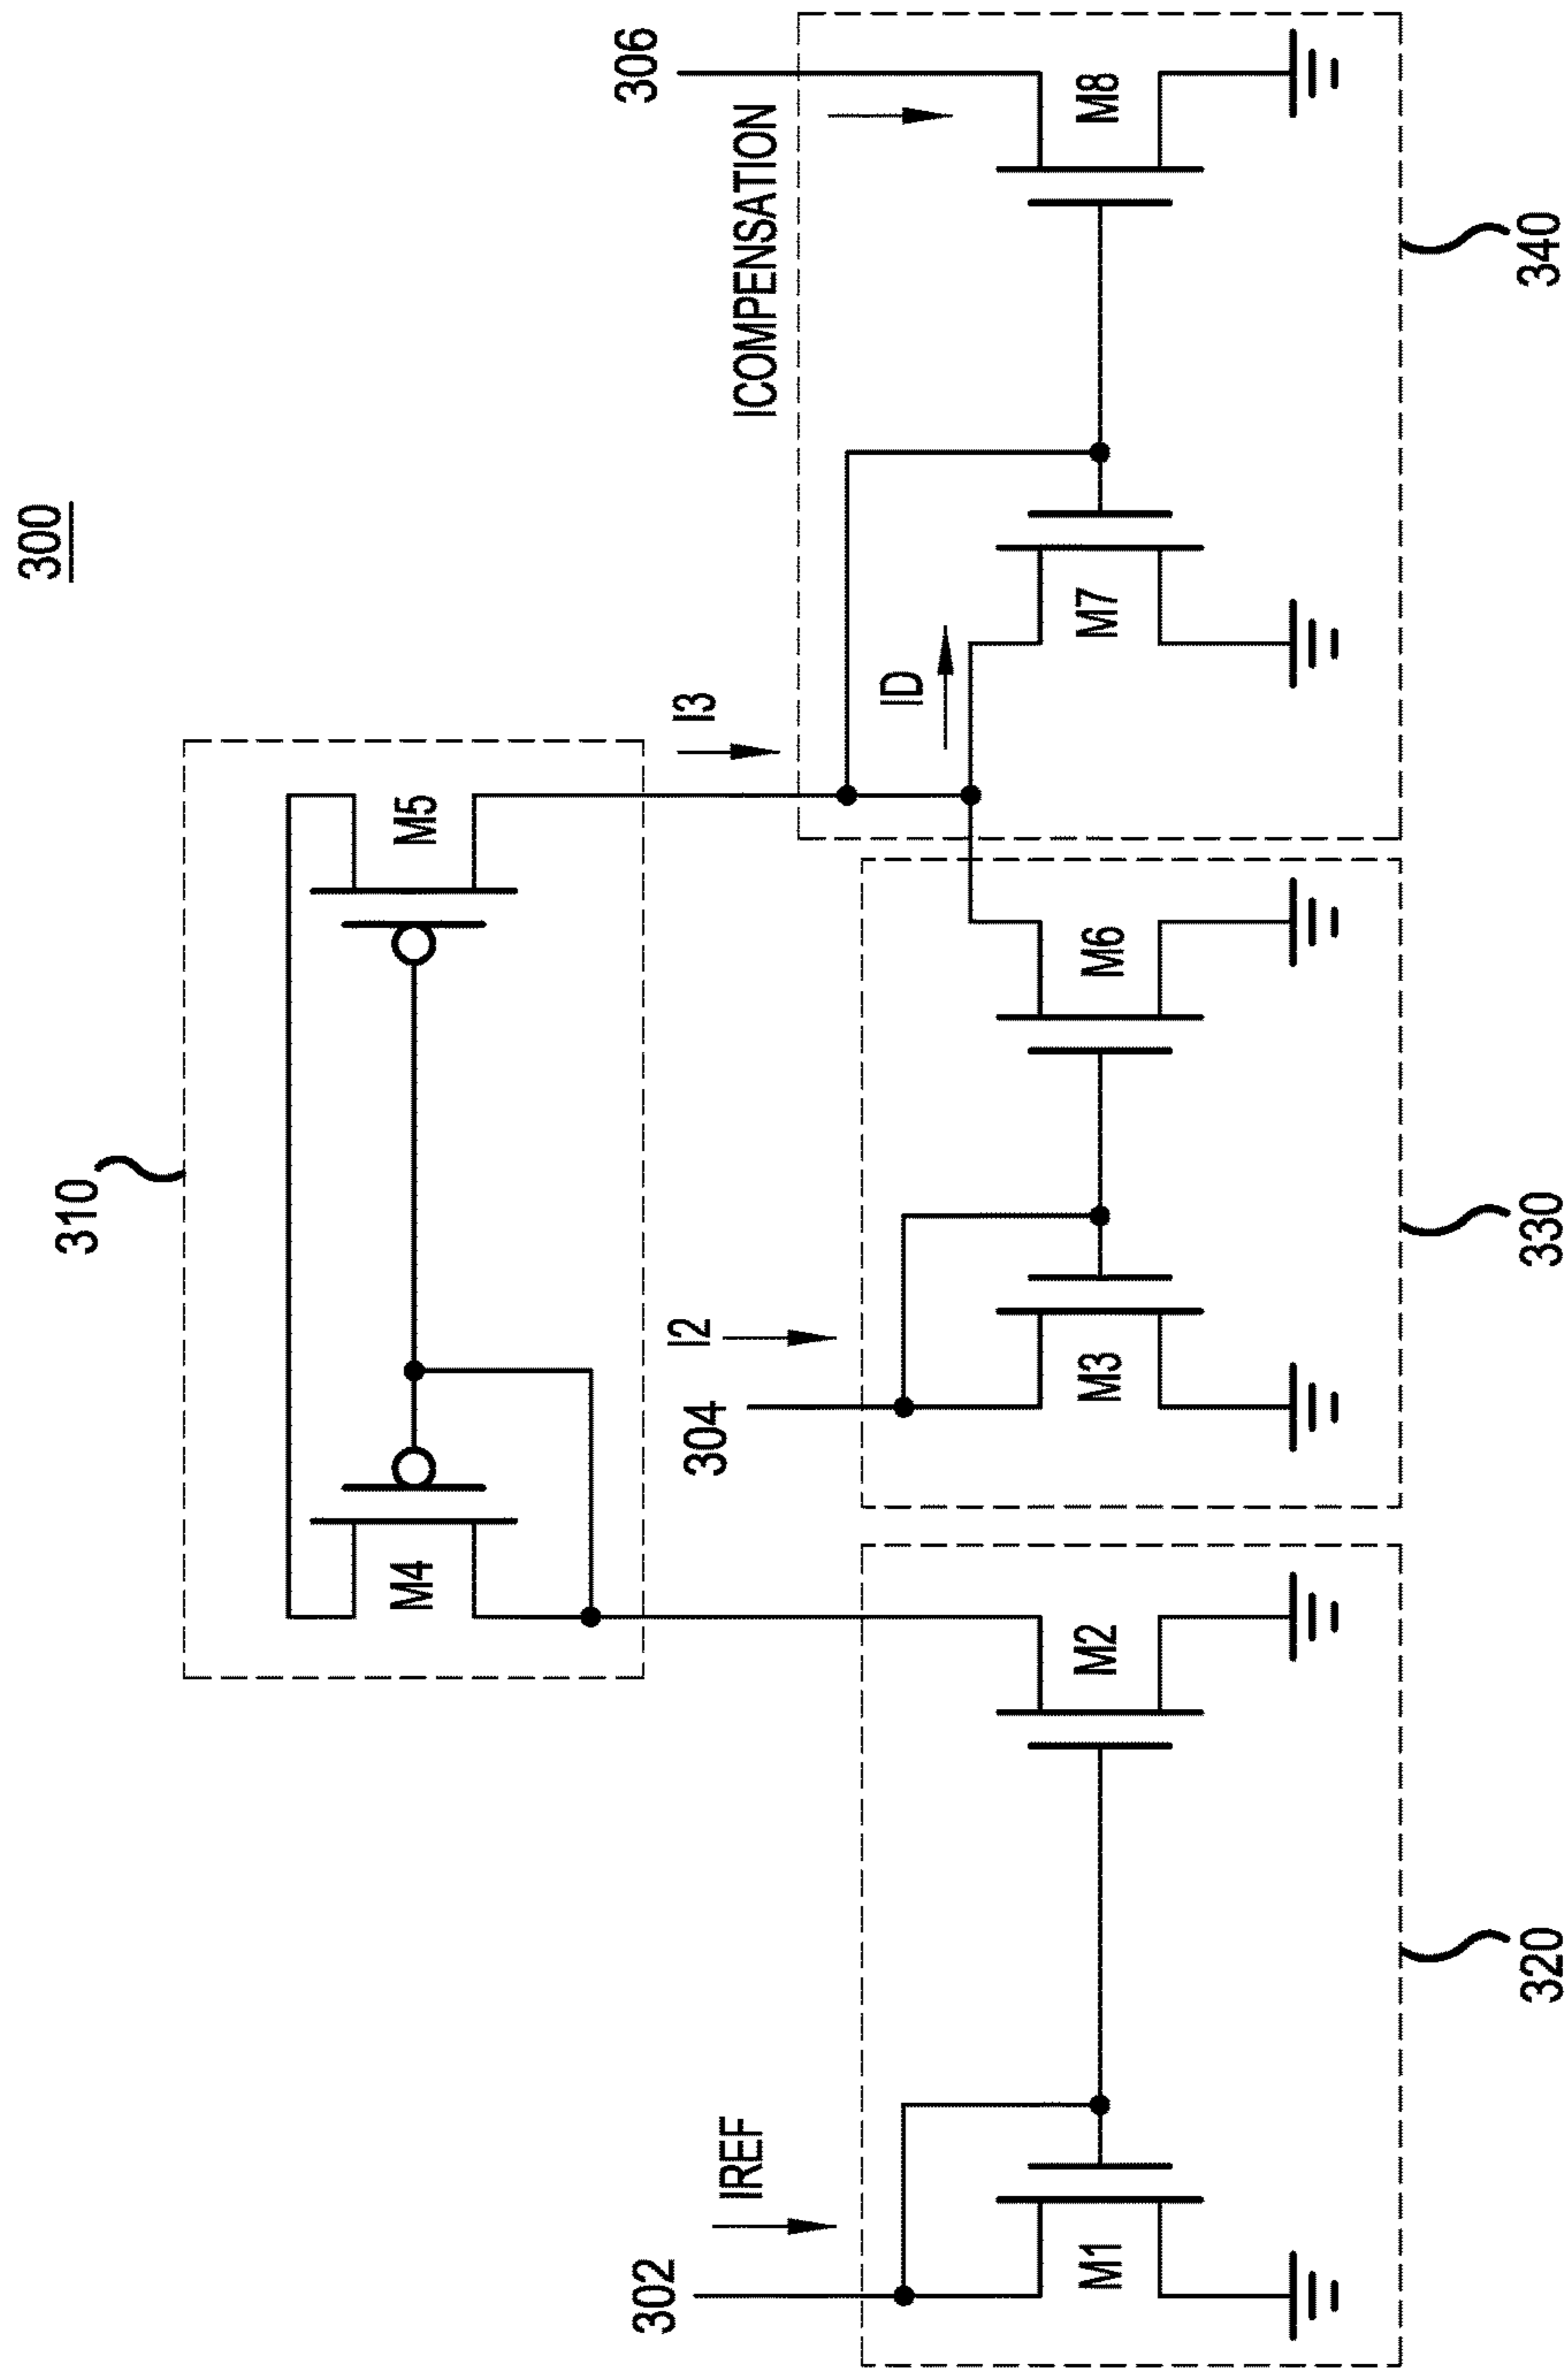 300
310
M4
M5
302
IREF
304
I2
I3
ICOMPENSATION
306
ID
M1
M2
M3
M6
M7
M8
320
330
340